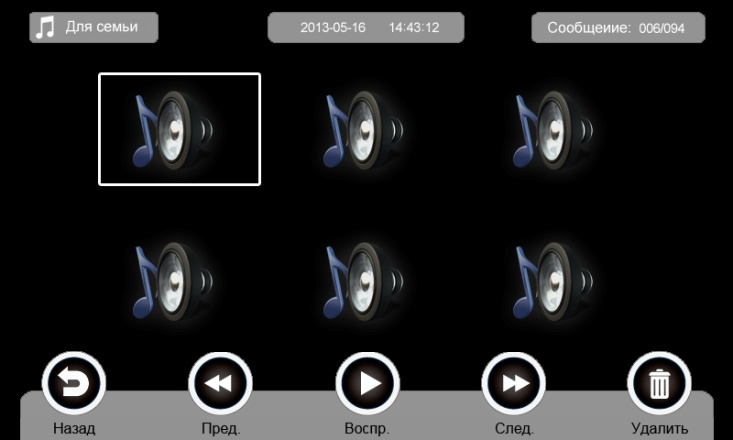 Для семьи
2013-05-16 14:43:12
Сообщеиие: 006/094
Назад
Пред.
Воспр.
След.
Удалить